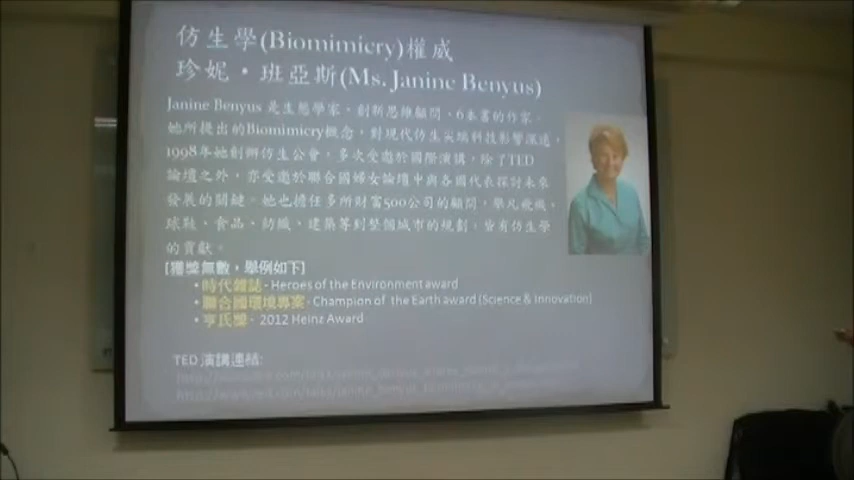 仿生學(Biomimicry)權威
珍妮・班亞斯(Ms. Janine Benyus)
Janine Benyus 是生態學家、創新思維顧問、6本書的作家。
她所提出的Biomimicry概念，對現代仿生尖端科技影響深遠，
1998年她創辦仿生公會，多次受邀於國際演講，除了TED
論壇之外，亦受邀於聯合國婦女論壇中與各國代表探討未來
發展的關鍵。她也擔任多所財富500公司的顧問，舉凡飛機、
球鞋、食品、紡織、建築等到整個城市的規劃，皆有仿生學
的貢獻。
[獲獎無數，舉例如下]
• 時代雜誌 - Heroes of the Environment award
• 聯合國環境專案 - Champion of the Earth award (Science & Innovation)
• 亨氏獎 - 2012 Heinz Award
TED 演講連結: